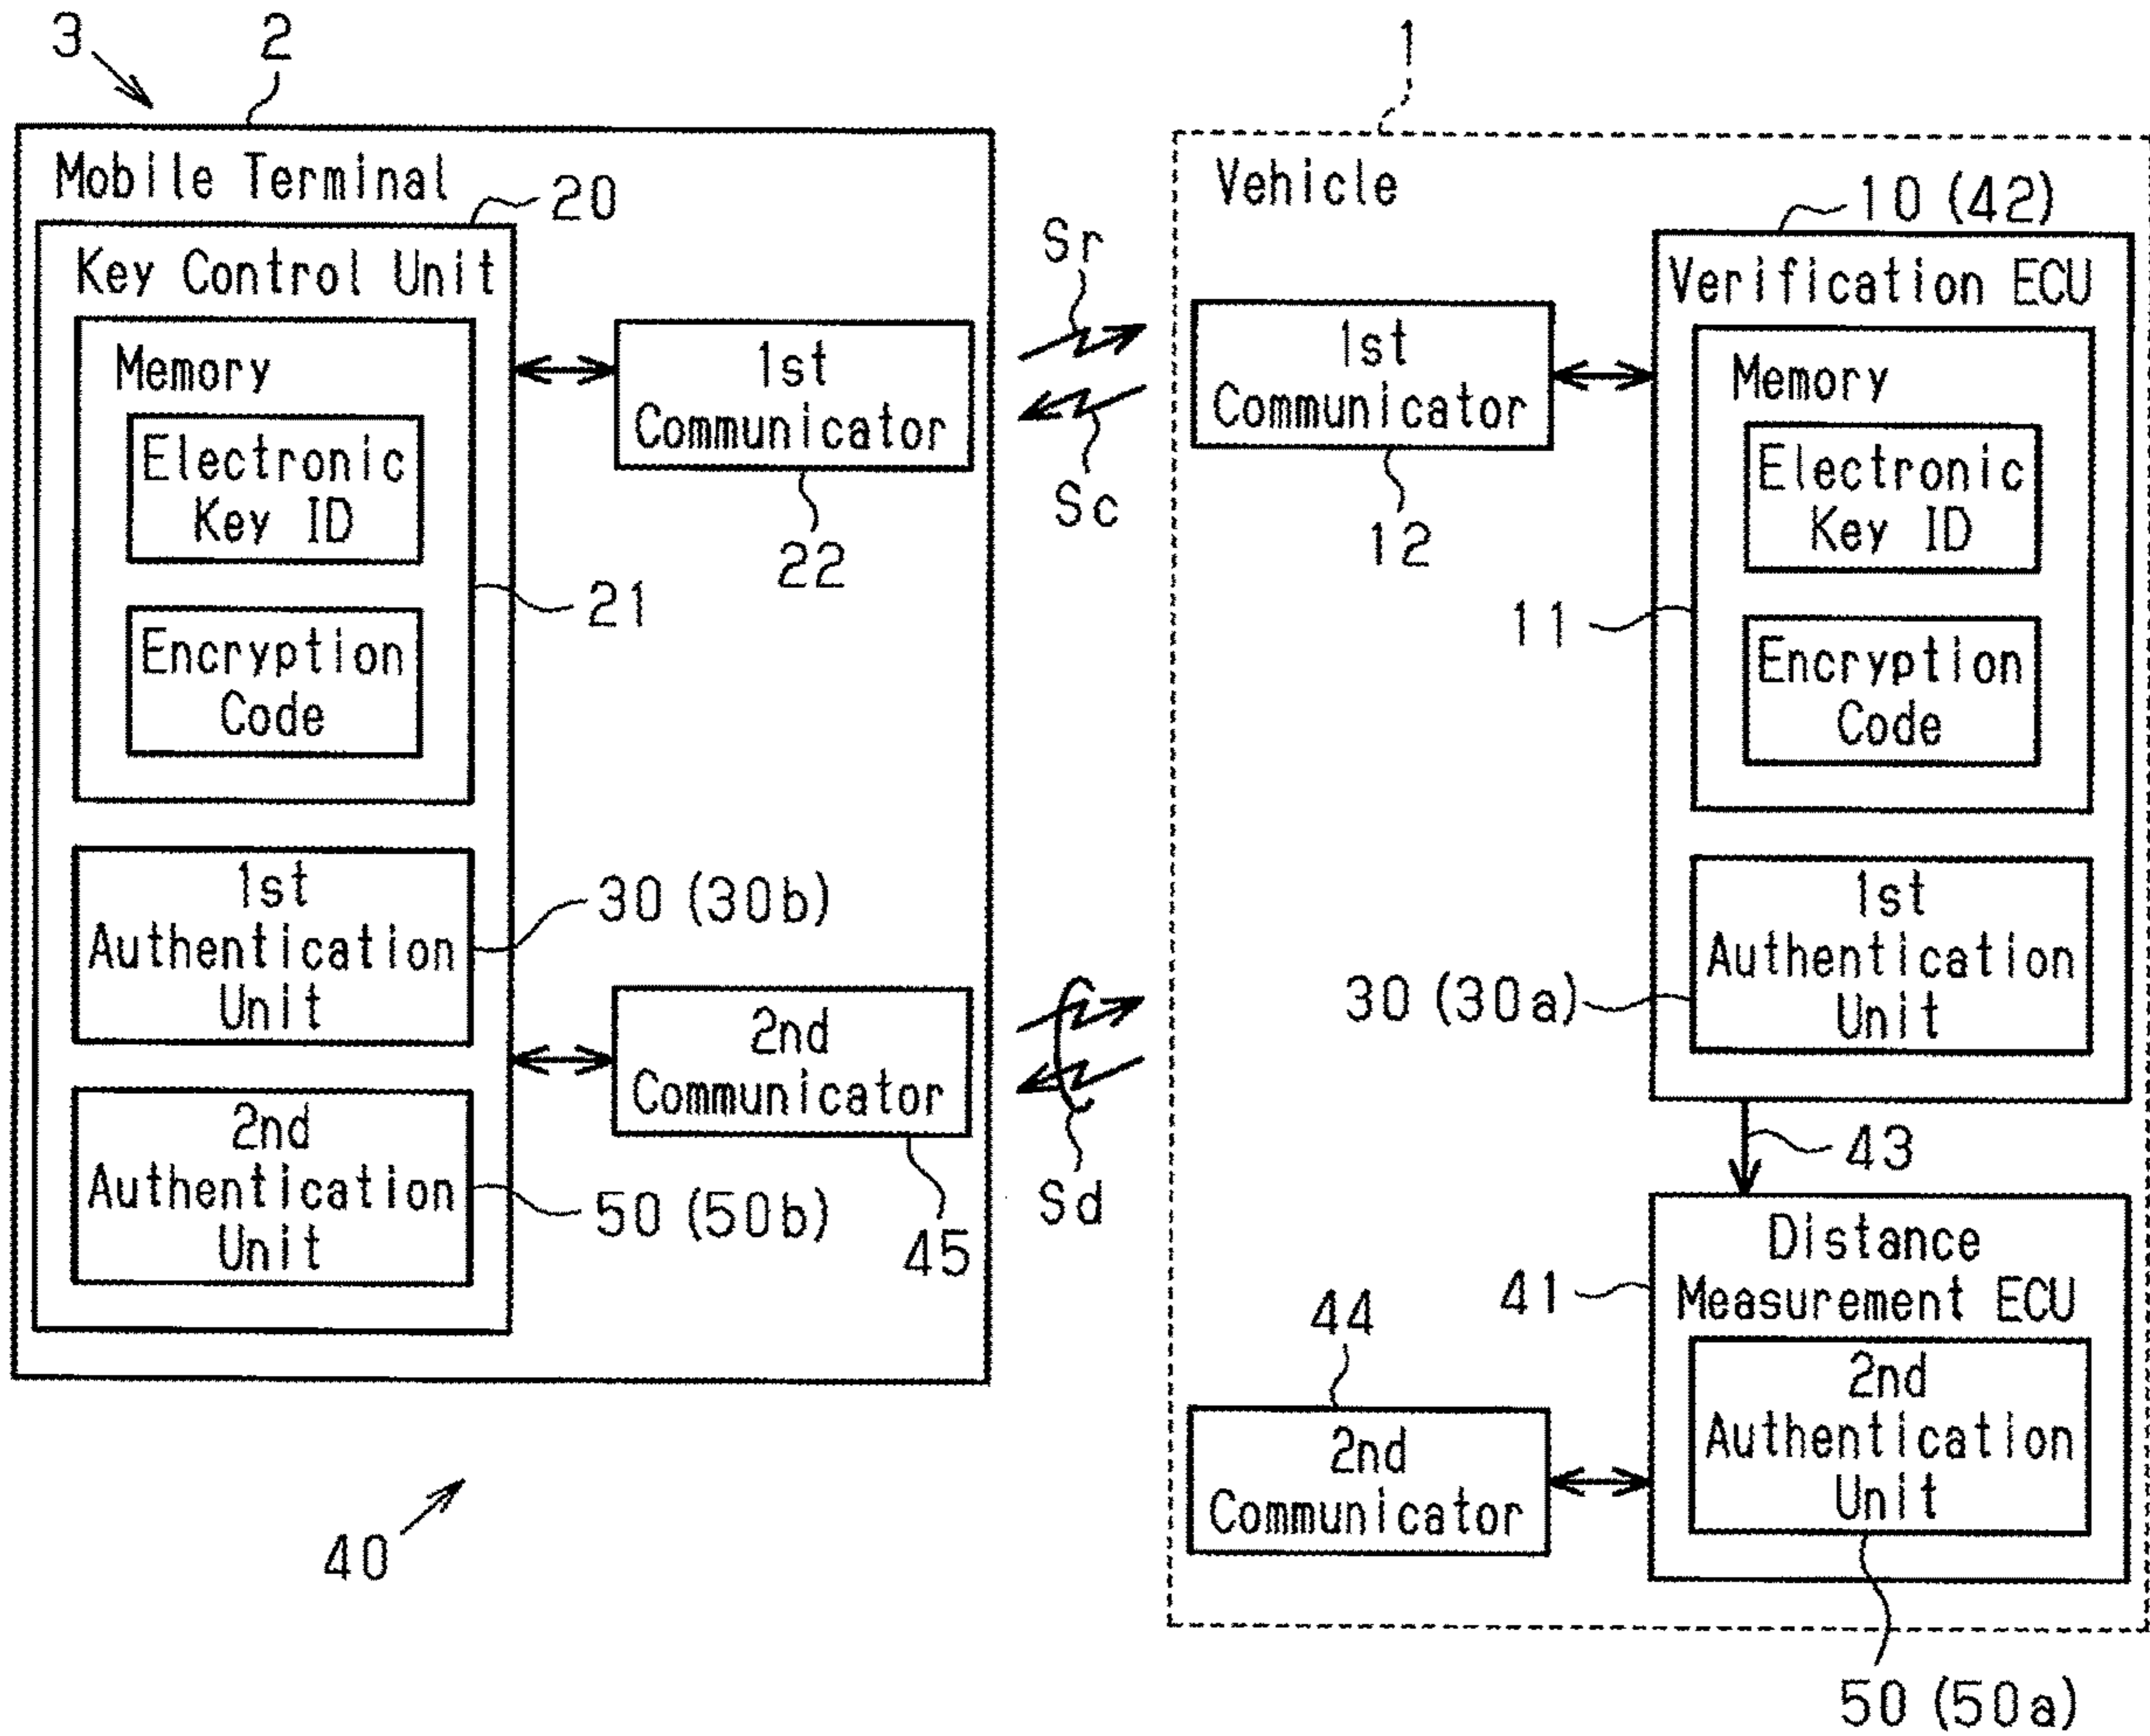 3
2
1
Mobile Terminal
20
Key Control Unit
Memory
Electronic
Key ID
21
Encryption
Code
1st
Authentication
Unit
30 (30b)
2nd
Authentication
Unit
50 (50b)
1st
Communicator
22
2nd
Communicator
45
40
Sr
Sc
Sd
Vehicle
10 (42)
Verification ECU
1st
Communicator
12
Memory
Electronic
Key ID
11
Encryption
Code
1st
Authentication
Unit
30 (30a)
43
Distance
Measurement ECU
41
2nd
Authentication
Unit
44
2nd
Communicator
50 (50a)